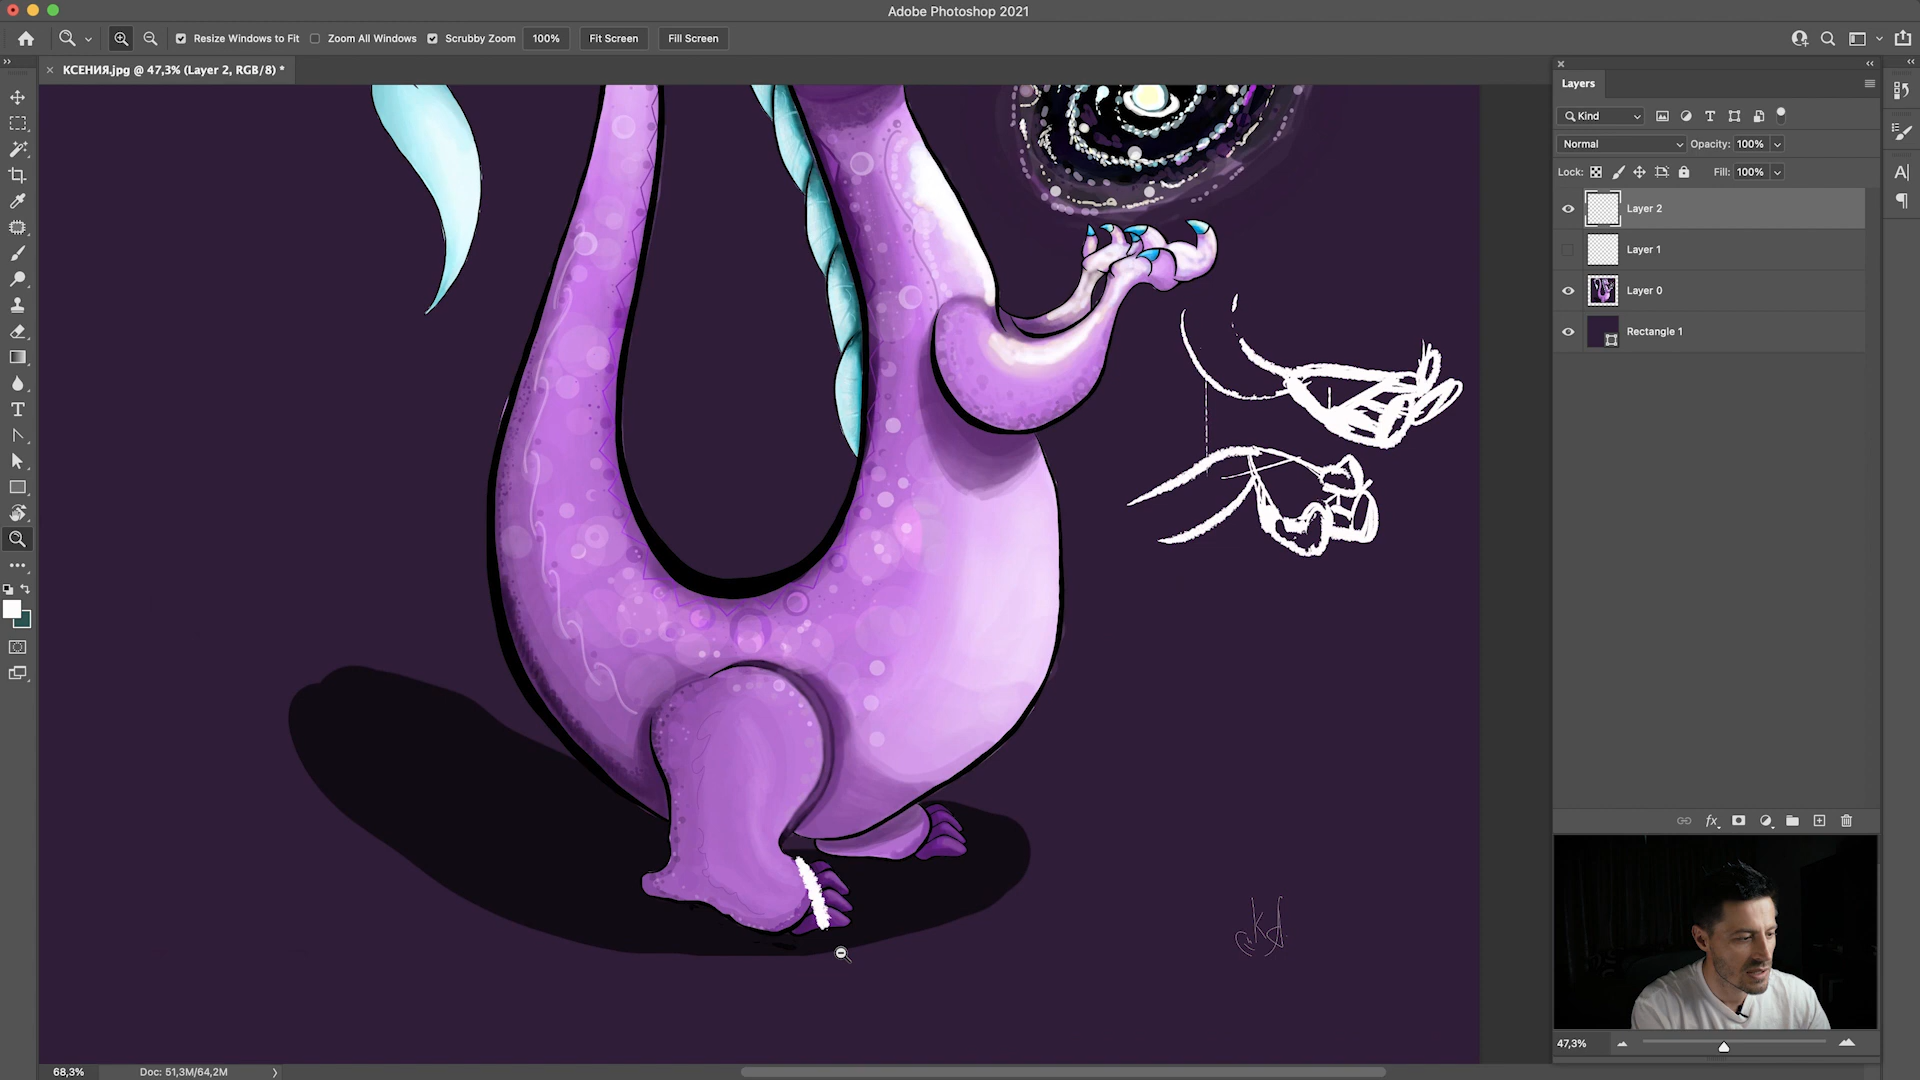 Adobe Photoshop 2021
Resize Windows to Fit
Zoom All Windows
Scrubby Zoom
100%
Fit Screen
Fill Screen
КСЕНИЯ.jpg @ 47,3% (Layer 2, RGB/8) *
Layers
Kind
Normal
Opacity: 100%
Lock:
Fill: 100%
Layer 2
Layer 1
Layer 0
Rectangle 1
fx
47,3%
68,3%
Doc: 51,3M/64,2M